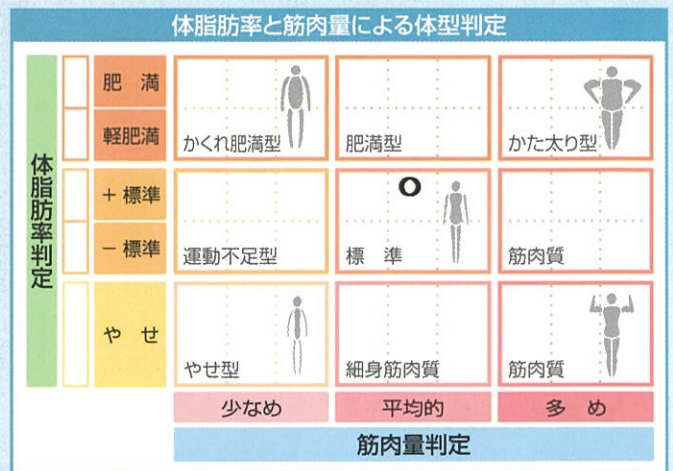 体脂肪率と筋肉量による体型判定
体脂肪率判定
肥 満
軽肥満
かくれ肥満型
肥満型
かた太り型
+標準
-標準
運動不足型
標 準
筋肉質
や せ
やせ型
細身筋肉質
筋肉質
少なめ
平均的
多 め
筋肉量判定